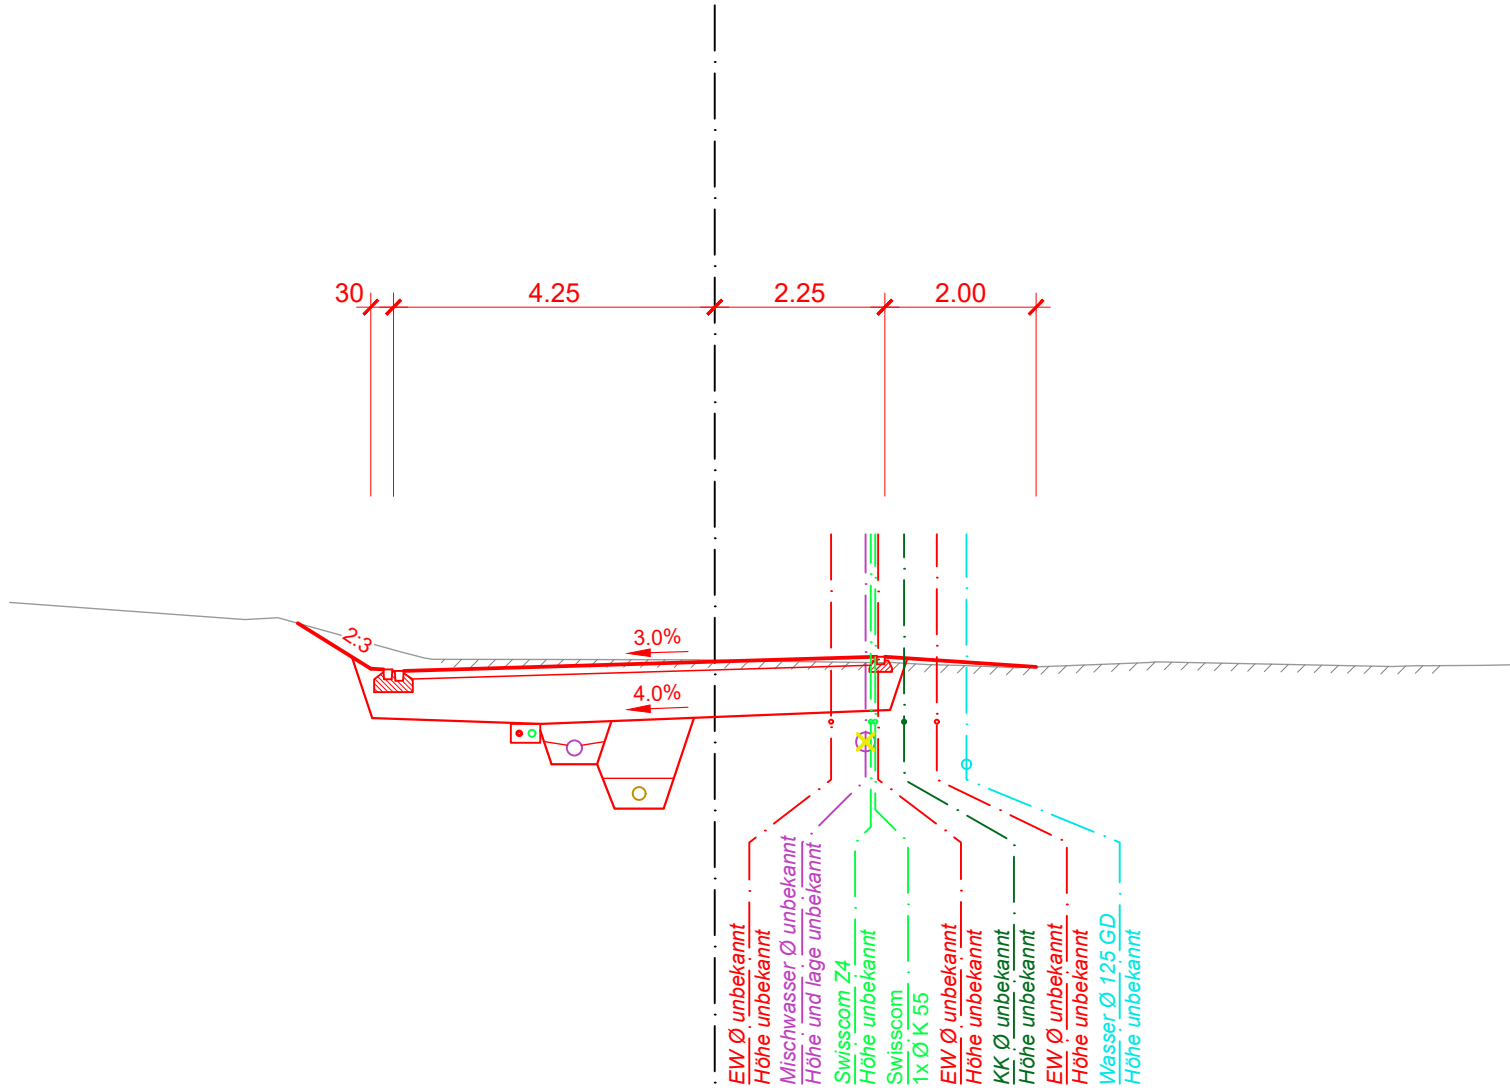 30
4.25
2.25
2.00
2:3
3.0%
4.0%
EW Ø unbekannt
Höhe unbekannt
Mischwasser Ø unbekannt
Höhe und lage unbekannt
Swisscom Z4
Höhe unbekannt
Swisscom
1x Ø K 55
EW Ø unbekannt
Höhe unbekannt
KK Ø unbekannt
Höhe unbekannt
EW Ø unbekannt
Höhe unbekannt
Wasser Ø 125 GD
Höhe unbekannt